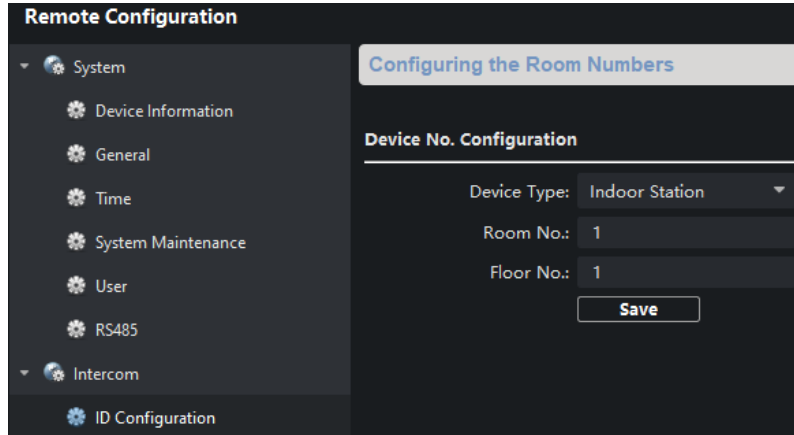 Remote Configuration
System
Device Information
General
Time
System Maintenance
User
RS485
Intercom
ID Configuration
Configuring the Room Numbers
Device No. Configuration
Device Type: Indoor Station
Room No.: 1
Floor No.: 1
Save